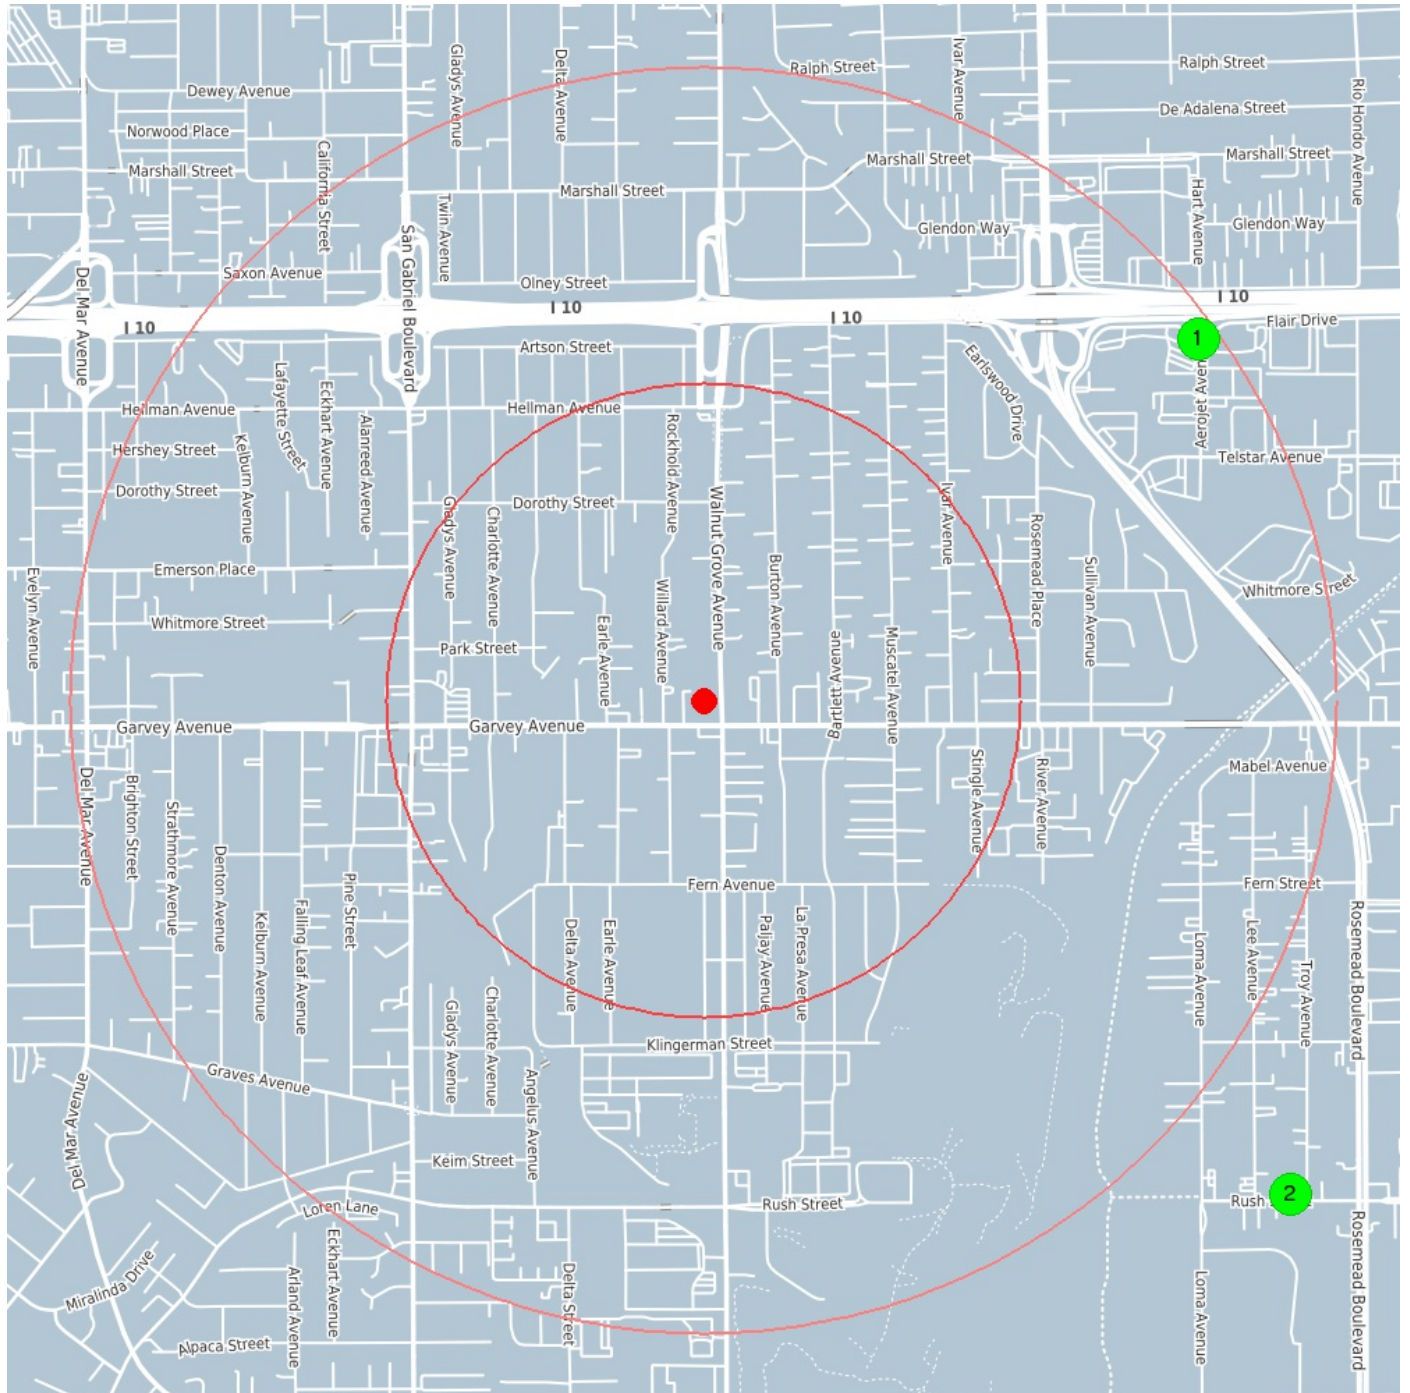 Ralph Street
Ralph Street
Ivar Avenue
Gladys Avenue
Delta Avenue
Dewey Avenue
De Adalena Street
Rio Hondo Avenue
Norwood Place
Marshall Street
Marshall Street
Marshall Street
California Street
Marshall Street
Hart Avenue
Twin Avenue
Glendon Way
Glendon Way
San Gabriel Boulevard
Saxon Avenue
Olney Street
Del Mar Avenue
I 10
I 10
I 10
I 10
Flair Drive
1
Artson Street
Earlswood Drive
Lafayette Street
Eckhart Avenue
Hellman Avenue
Hellman Avenue
Alanreed Avenue
Rockhold Avenue
Hershey Street
Kelburn Avenue
Telstar Avenue
Dorothy Street
Dorothy Street
Gladys Avenue
Charlotte Avenue
Walnut Grove Avenue
Ivar Avenue
Rosemead Place
Sullivan Avenue
Emerson Place
Evelyn Avenue
Burton Avenue
Willard Avenue
Whitmore Street
Whitmore Street
Earle Avenue
Park Street
Bartlett Avenue
Muscatel Avenue
Garvey Avenue
Garvey Avenue
Stingle Avenue
River Avenue
Mabel Avenue
Del Mar Avenue
Brighton Street
Strathmore Avenue
Denton Avenue
Pine Street
Fern Avenue
Fern Street
Kelburn Avenue
Falling Leaf Avenue
Delta Avenue
Earle Avenue
Paljay Avenue
La Presa Avenue
Loma Avenue
Lee Avenue
Troy Avenue
Rosemead Boulevard
Gladys Avenue
Charlotte Avenue
Klingerman Street
Graves Avenue
Angelus Avenue
Del Mar Avenue
Keim Street
Rush Street
Rush
2
Loren Lane
Eckhart Avenue
Rosemead Boulevard
Miralinda Drive
Arland Avenue
Delta Street
Loma Avenue
Alpaca Street